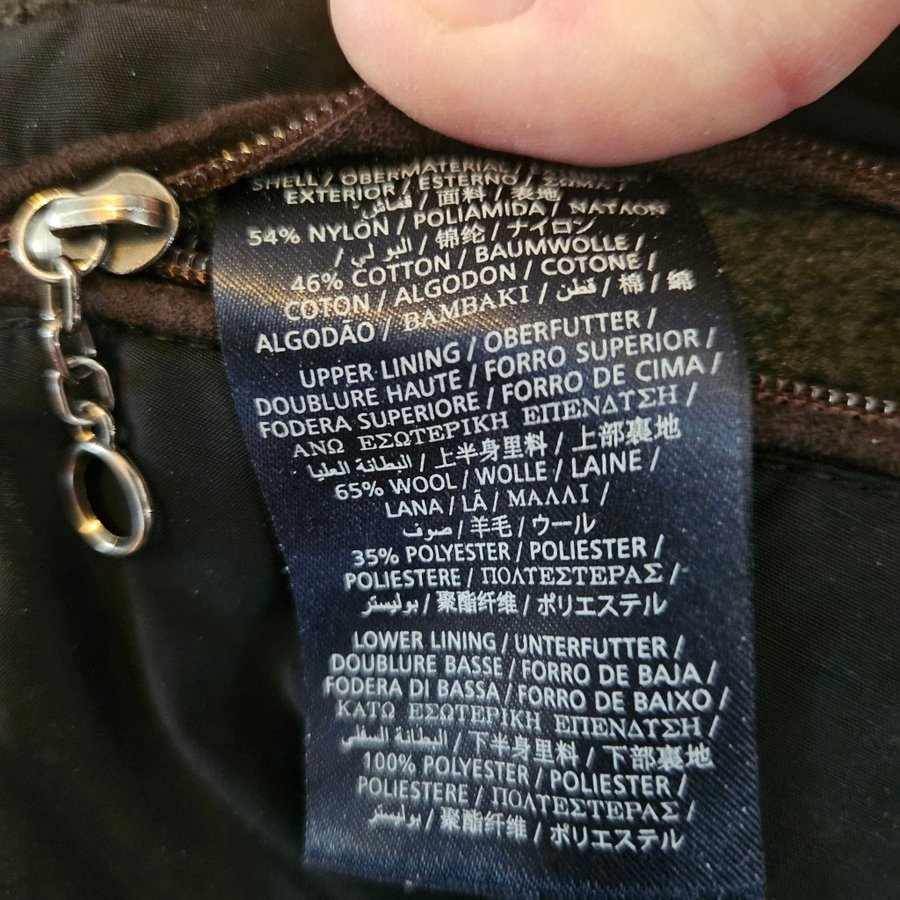 SHELL / OBERMATERIAL
EXTERIOR / ESTERNO /
قماش / 面料 / 表地
54% NYLON / POLIAMIDA / ΝΑΥΛΟΝ
/ البولي / 锦纶 / ナイロン
46% COTTON / BAUMWOLLE /
COTON / ALGODON / COTONE /
ALGODÃO / BAMBAKI / قطن / 棉 / 綿
UPPER LINING / OBERFUTTER /
DOUBLURE HAUTE / FORRO SUPERIOR /
FODERA SUPERIORE / FORRO DE CIMA /
ΑΝΩ ΕΣΩΤΕΡΙΚΗ ΕΠΕΝΔΥΣΗ /
البطانة العليا / 上半身里料 / 上部裏地
65% WOOL / WOLLE / LAINE /
LANA / LÃ / ΜΑΛΛΙ /
صوف / 羊毛 / ウール
35% POLYESTER / POLIESTER /
POLIESTERE / ΠΟΛΥΕΣΤΕΡΑΣ /
بوليستر / 聚酯纤维 / ポリエステル
LOWER LINING / UNTERFUTTER /
DOUBLURE BASSE / FORRO DE BAJA /
FODERA DI BASSA / FORRO DE BAIXO /
ΚΑΤΩ ΕΣΩΤΕΡΙΚΗ ΕΠΕΝΔΥΣΗ /
البطانة السفلي / 下半身里料 / 下部裏地
100% POLYESTER / POLIESTER /
POLIESTERE / ΠΟΛΥΕΣΤΕΡΑΣ /
بوليستر / 聚酯纤维 / ポリエステル